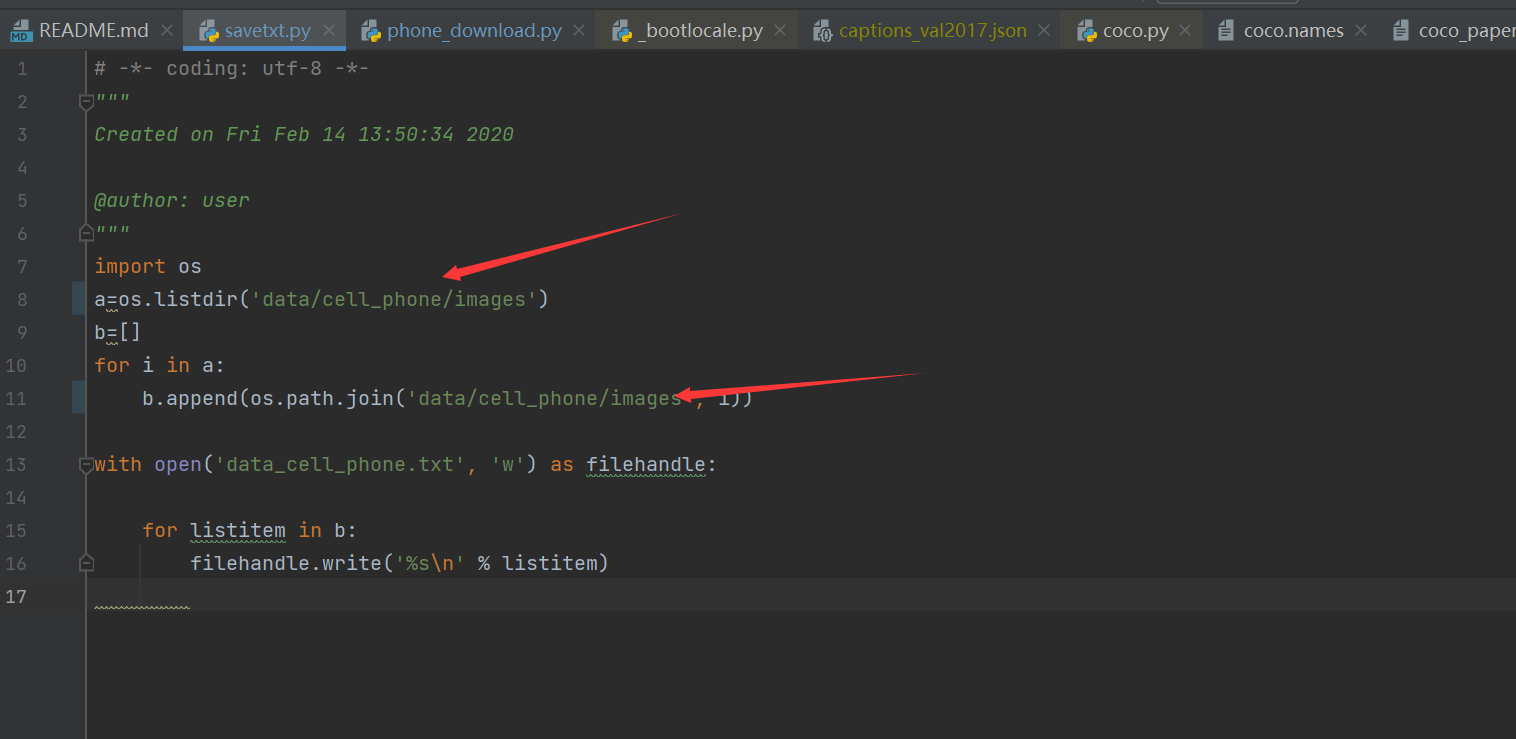 README.md savetxt.py phone_download.py _bootlocale.py captions_val2017.json coco.py coco.names coco_paper
1 # -*- coding: utf-8 -*-
2 """
3 Created on Fri Feb 14 13:50:34 2020
4
5 @author: user
6 """
7 import os
8 a=os.listdir('data/cell_phone/images')
9 b=[]
10 for i in a:
11 b.append(os.path.join('data/cell_phone/images', i))
12
13 with open('data_cell_phone.txt', 'w') as filehandle:
14
15 for listitem in b:
16 filehandle.write('%s\n' % listitem)
17